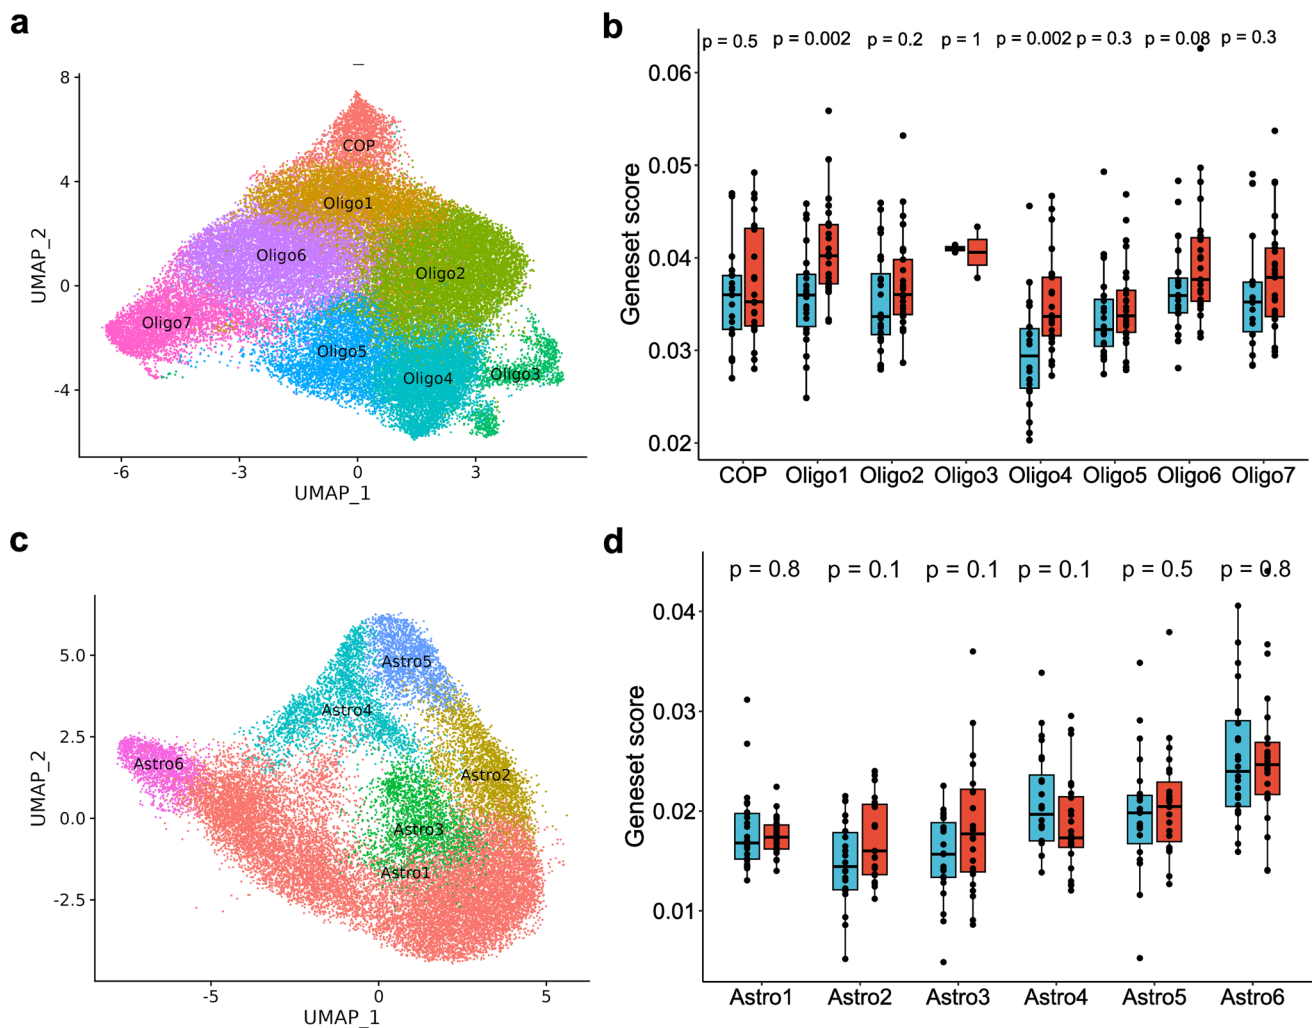 a
8
4
0
-4
UMAP_2
COP
Oligo1
Oligo6
Oligo2
Oligo7
Oligo5
Oligo4
Oligo3
-6 -3 0 3
UMAP_1
b
p = 0.5 p = 0.002 p = 0.2 p = 1 p = 0.002 p = 0.3 p = 0.08 p = 0.3
0.06
0.05
0.04
0.03
0.02
Geneset score
COP Oligo1 Oligo2 Oligo3 Oligo4 Oligo5 Oligo6 Oligo7
c
5.0
2.5
0.0
-2.5
UMAP_2
Astro5
Astro4
Astro6
Astro2
Astro3
Astro1
-5 0 5
UMAP_1
d
p = 0.8 p = 0.1 p = 0.1 p = 0.1 p = 0.5 p = 0.8
0.04
0.03
0.02
0.01
Geneset score
Astro1 Astro2 Astro3 Astro4 Astro5 Astro6